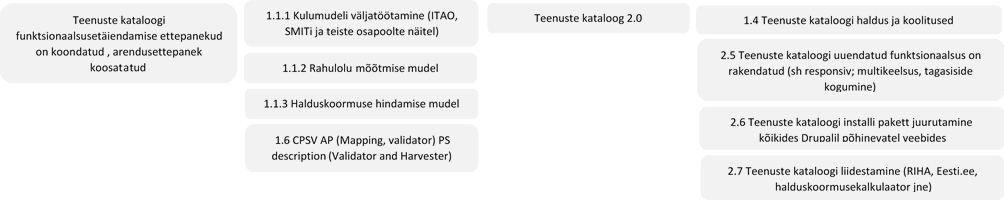 Teenuste kataloogi
funktsionaalsusetäiendamise ettepanekud
on koondatud , arendusettepanek
koosatatud
1.1.1 Kulumudeli väljatöötamine (ITAO,
SMITi ja teiste osapoolte näitel)
1.1.2 Rahulolu mõõtmise mudel
1.1.3 Halduskoormuse hindamise mudel
1.6 CPSV AP (Mapping, validator) PS
description (Validator and Harvester)
Teenuste kataloog 2.0
1.4 Teenuste kataloogi haldus ja koolitused
2.5 Teenuste kataloogi uuendatud funktsionaalsus on
rakendatud (sh responsiv; multikeelsus, tagasiside
kogumine)
2.6 Teenuste kataloogi installi pakett juurutamine
kõikides Drupalil põhinevatel veebides
2.7 Teenuste kataloogi liidestamine (RIHA, Eesti.ee,
halduskoormusekalkulaator jne)